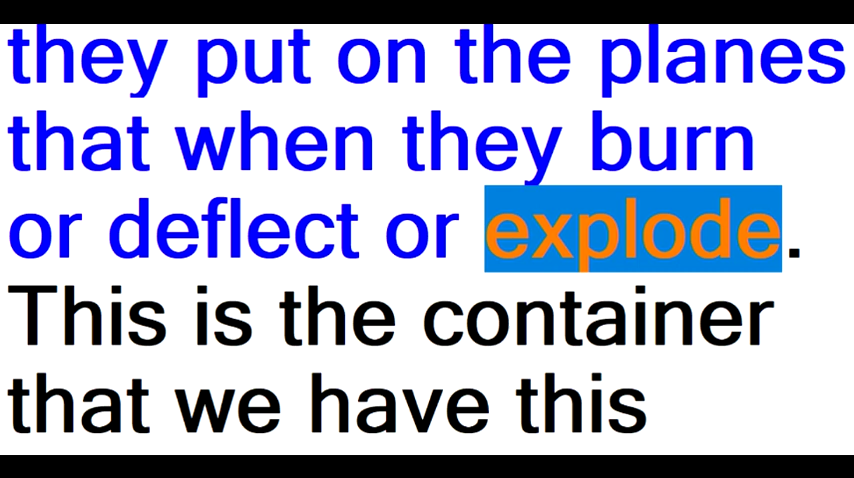 they put on the planes
that when they burn
or deflect or explode.
This is the container
that we have this